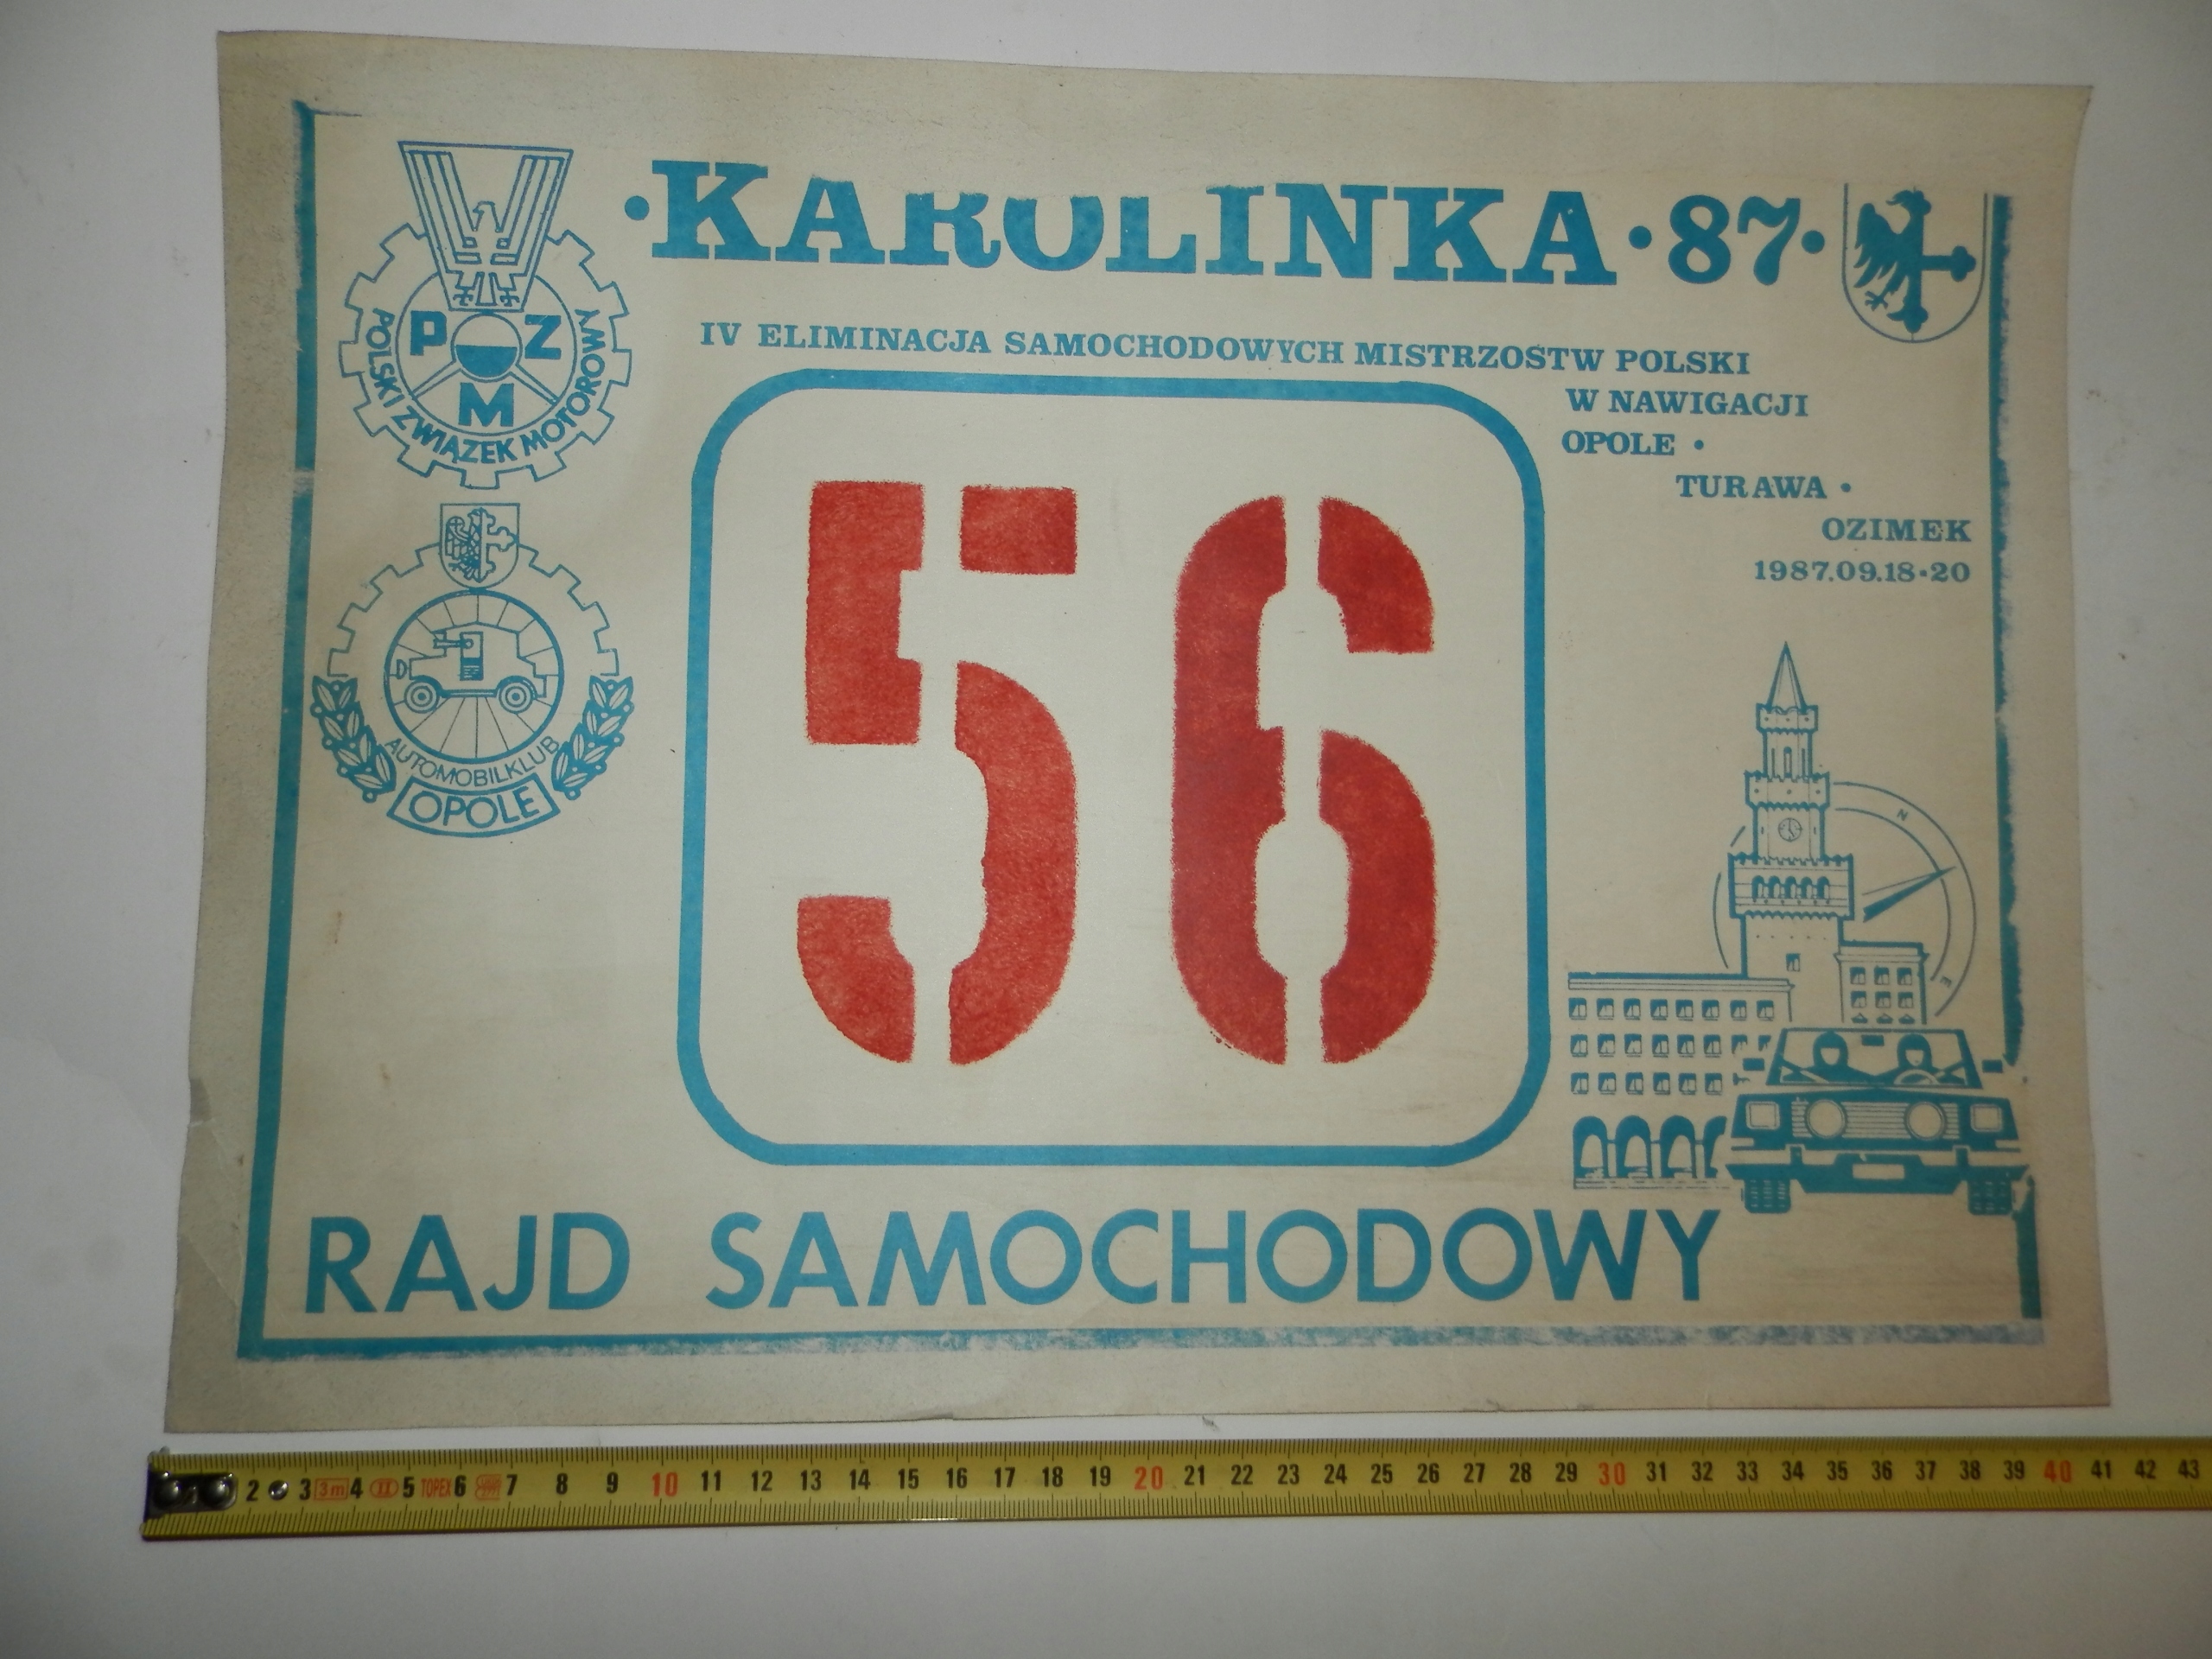 ·KAROLINKA·87·
POLSKI ZWIĄZEK MOTOROWY
P Z
M
IV ELIMINACJA SAMOCHODOWYCH MISTRZOSTW POLSKI
W NAWIGACJI
OPOLE ·
TURAWA ·
OZIMEK
1987.09.18·20
AUTOMOBILKLUB
OPOLE
56
N
E
RAJD SAMOCHODOWY
2 3 3m 4 II 5 TOPEX 6 7 8 9 10 11 12 13 14 15 16 17 18 19 20 21 22 23 24 25 26 27 28 29 30 31 32 33 34 35 36 37 38 39 40 41 42 43